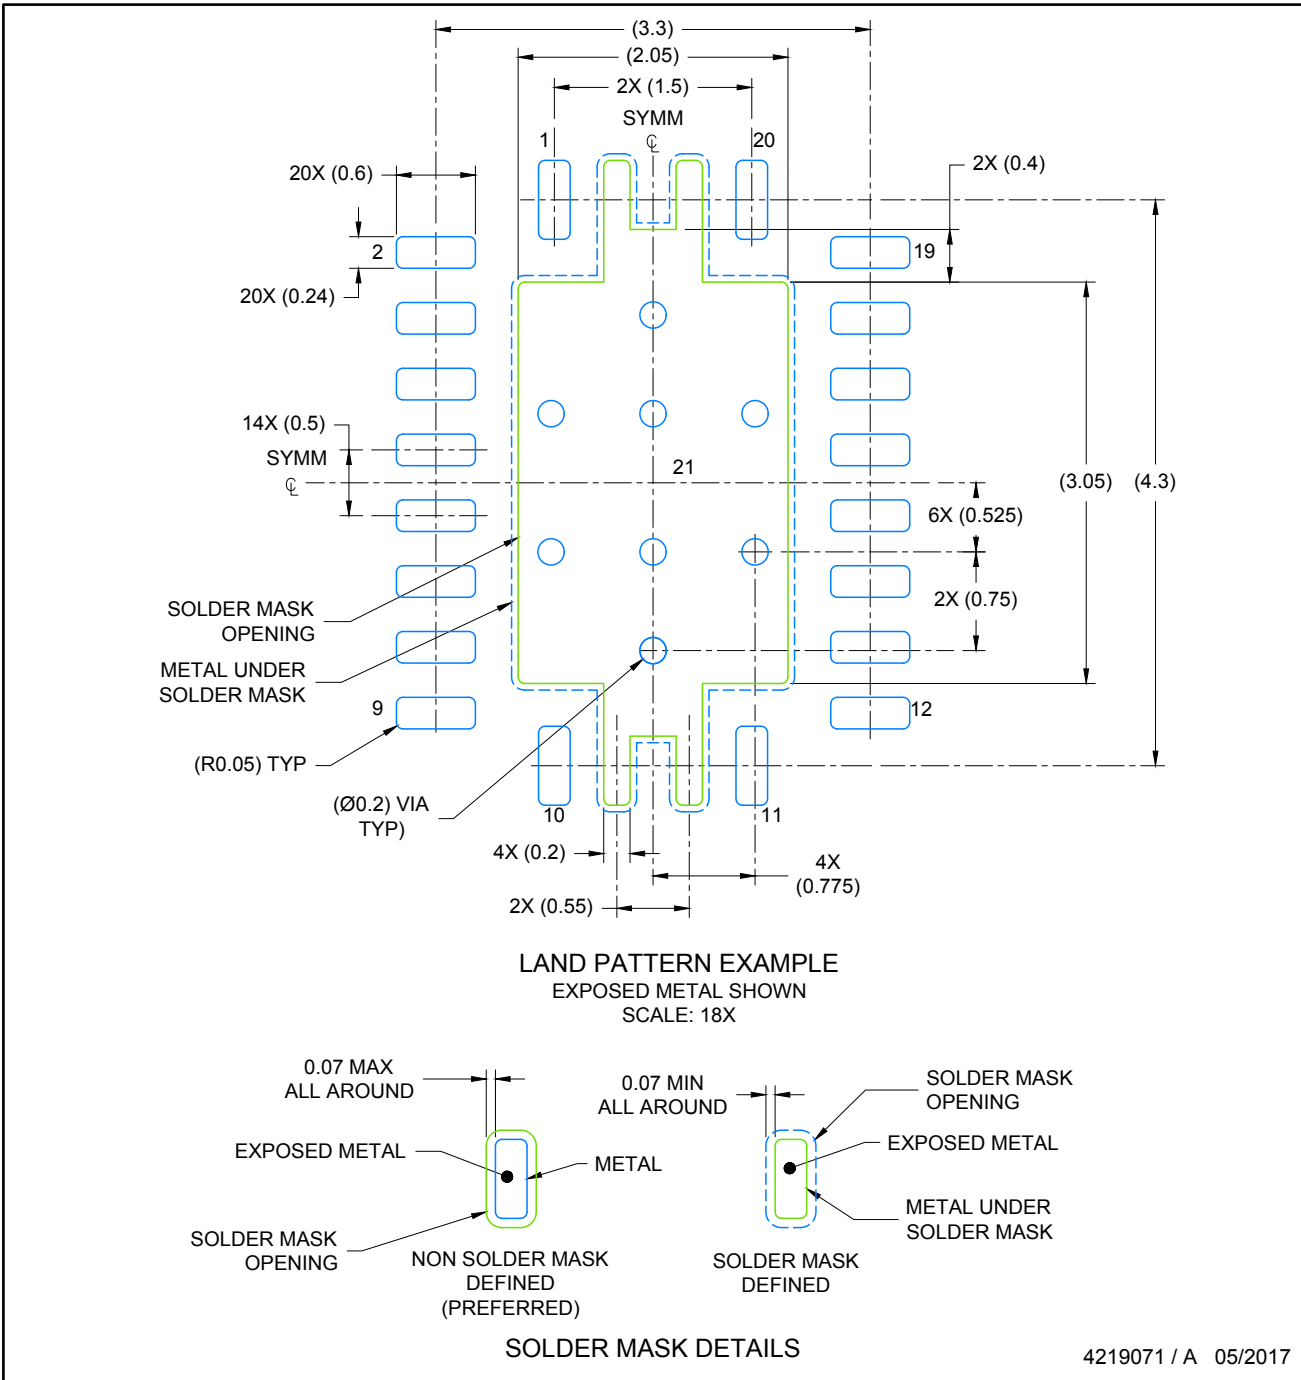 (3.3)
(2.05)
2X (1.5)
SYMM
℄
1
20
2X (0.4)
20X (0.6)
2
19
20X (0.24)
14X (0.5)
SYMM
℄
21
(3.05)
(4.3)
6X (0.525)
2X (0.75)
SOLDER MASK
OPENING
METAL UNDER
SOLDER MASK
9
12
(R0.05) TYP
(Ø0.2) VIA
TYP)
10
11
4X (0.2)
4X
(0.775)
2X (0.55)
LAND PATTERN EXAMPLE
EXPOSED METAL SHOWN
SCALE: 18X
0.07 MAX
ALL AROUND
EXPOSED METAL
METAL
SOLDER MASK
OPENING
NON SOLDER MASK
DEFINED
(PREFERRED)
0.07 MIN
ALL AROUND
SOLDER MASK
OPENING
EXPOSED METAL
METAL UNDER
SOLDER MASK
SOLDER MASK
DEFINED
SOLDER MASK DETAILS
4219071 / A 05/2017